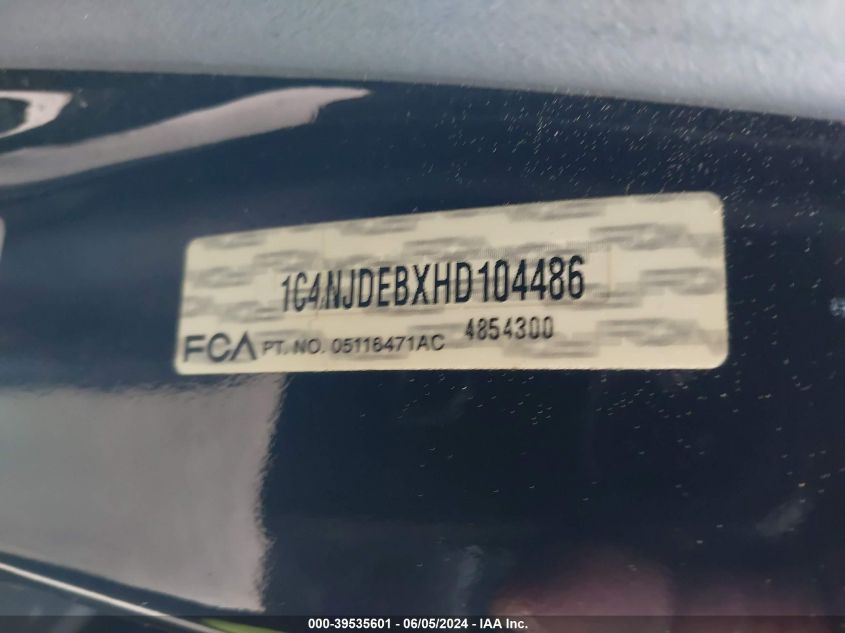 1C4NJDEBXHD104486
FCA PT. NO. 05116471AC 4854300
000-39535601 - 06/05/2024 - IAA Inc.